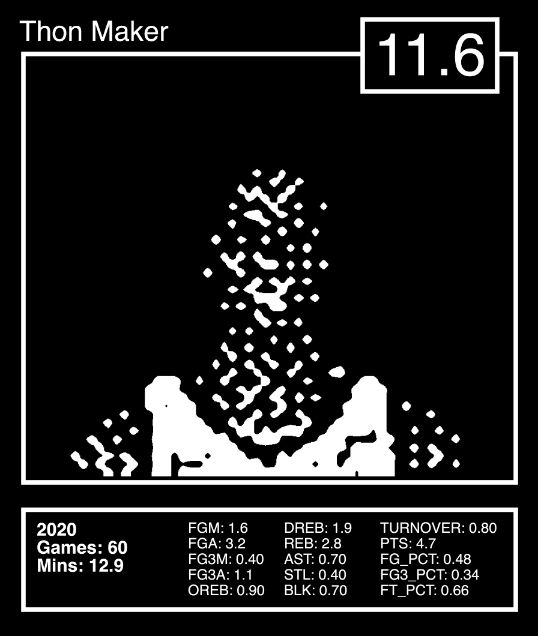 Thon Maker
11.6
2020
Games: 60
Mins: 12.9
FGM: 1.6
FGA: 3.2
FG3M: 0.40
FG3A: 1.1
OREB: 0.90
DREB: 1.9
REB: 2.8
AST: 0.70
STL: 0.40
BLK: 0.70
TURNOVER: 0.80
PTS: 4.7
FG_PCT: 0.48
FG3_PCT: 0.34
FT_PCT: 0.66